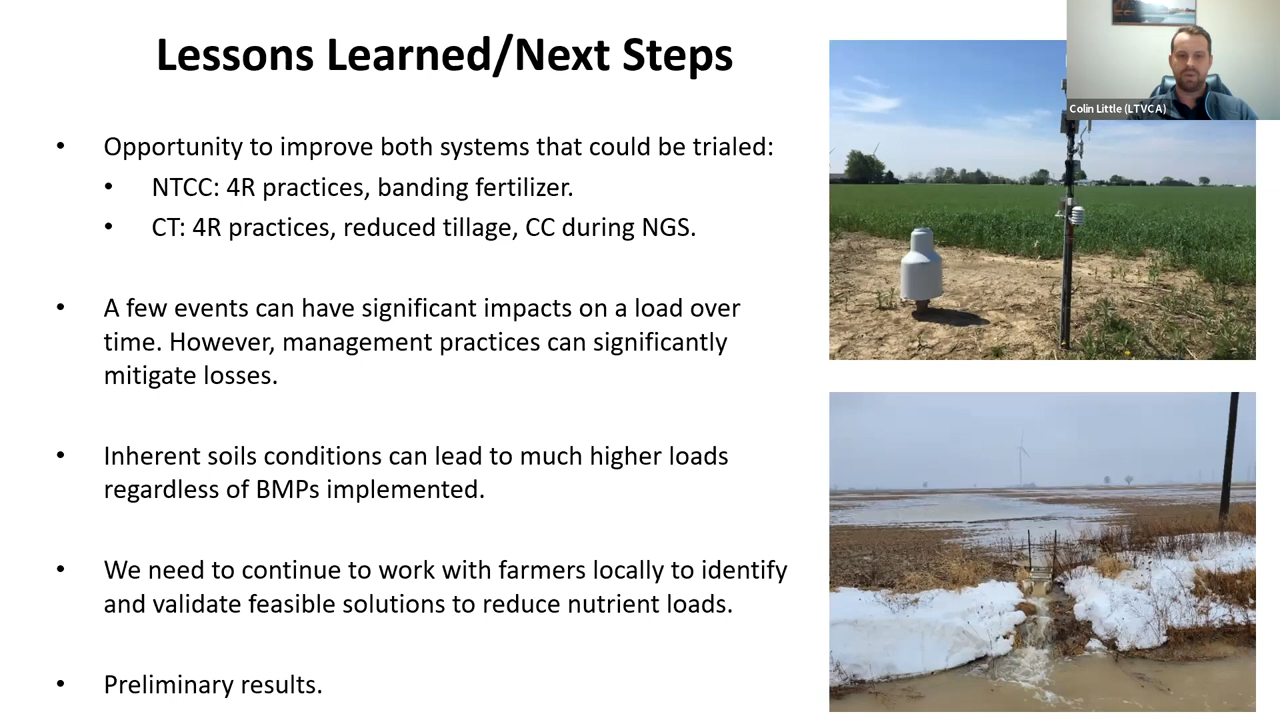 Lessons Learned/Next Steps
Colin Little (LTVCA)
• Opportunity to improve both systems that could be trialed:
• NTCC: 4R practices, banding fertilizer.
• CT: 4R practices, reduced tillage, CC during NGS.
• A few events can have significant impacts on a load over
time. However, management practices can significantly
mitigate losses.
• Inherent soils conditions can lead to much higher loads
regardless of BMPs implemented.
• We need to continue to work with farmers locally to identify
and validate feasible solutions to reduce nutrient loads.
• Preliminary results.